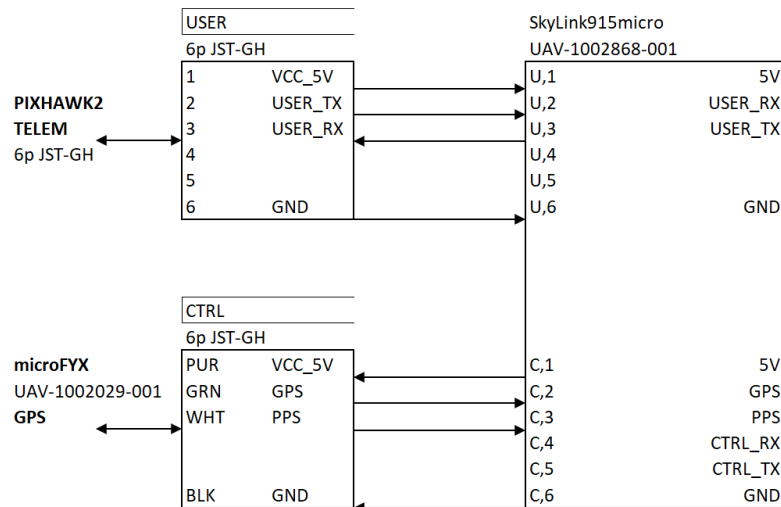 USER
6p JST-GH
PIXHAWK2
TELEM
6p JST-GH
1 VCC_5V
2 USER_TX
3 USER_RX
4
5
6 GND
SkyLink915micro
UAV-1002868-001
U,1 5V
U,2 USER_RX
U,3 USER_TX
U,4
U,5
U,6 GND
CTRL
6p JST-GH
microFYX
UAV-1002029-001
GPS
PUR VCC_5V
GRN GPS
WHT PPS
BLK GND
C,1 5V
C,2 GPS
C,3 PPS
C,4 CTRL_RX
C,5 CTRL_TX
C,6 GND